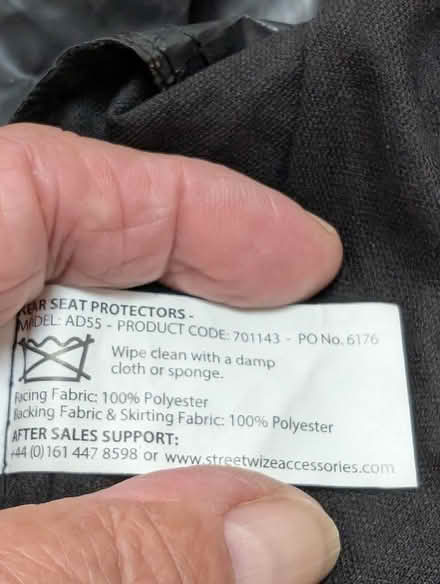 REAR SEAT PROTECTORS -
MODEL: AD55 - PRODUCT CODE: 701143 - PO No. 6176
Wipe clean with a damp
cloth or sponge.
Facing Fabric: 100% Polyester
Backing Fabric & Skirting Fabric: 100% Polyester
AFTER SALES SUPPORT:
+44 (0)161 447 8598 or www.streetwizeaccessories.com